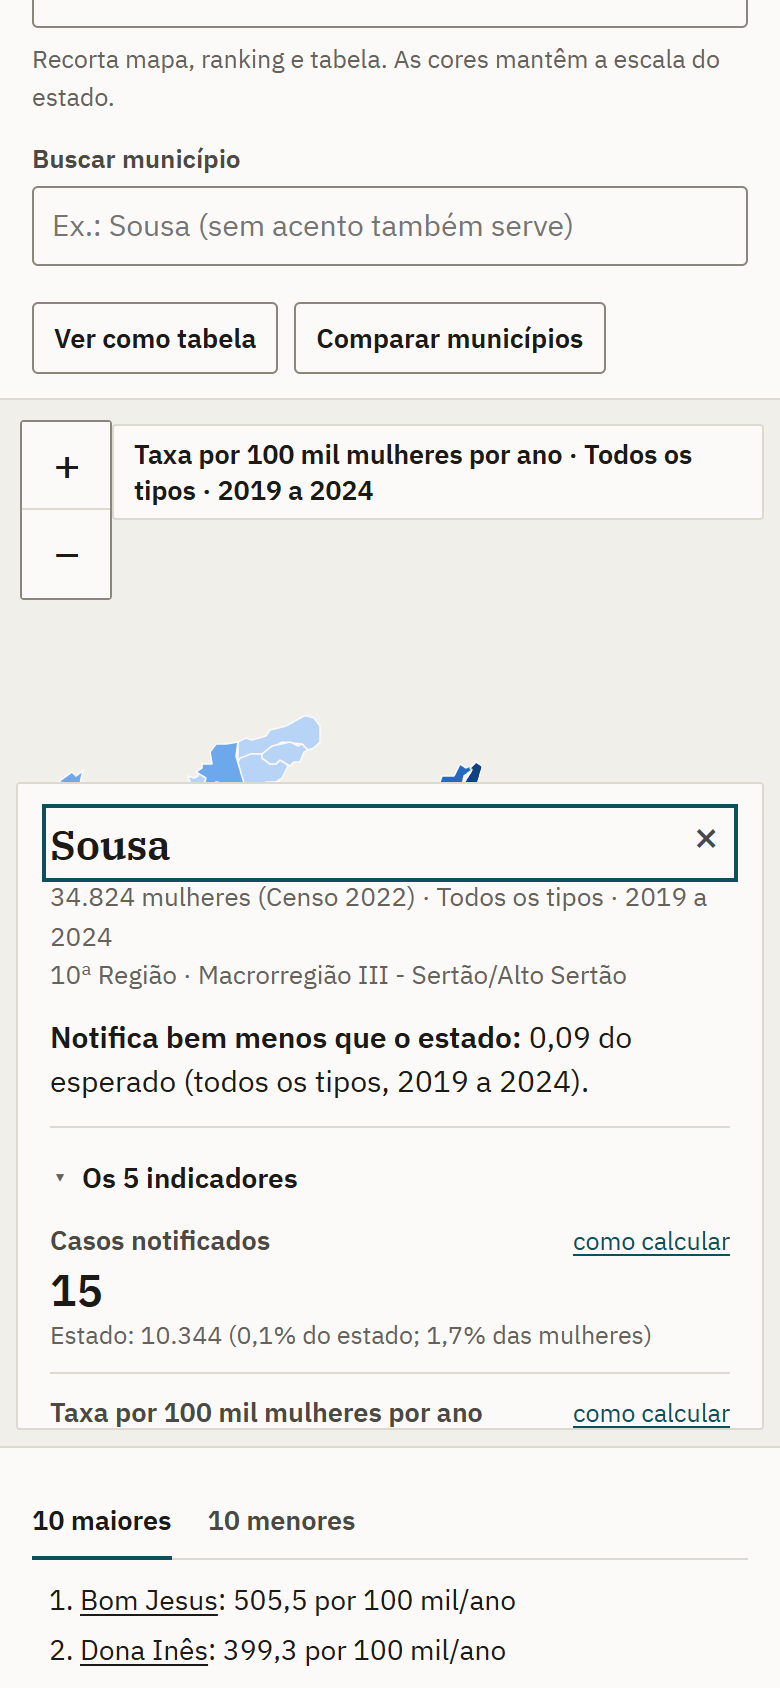 Recorta mapa, ranking e tabela. As cores mantêm a escala do
estado.
Buscar município
Ex.: Sousa (sem acento também serve)
Ver como tabela
Comparar municípios
+
Taxa por 100 mil mulheres por ano · Todos os
tipos · 2019 a 2024
−
Sousa
×
34.824 mulheres (Censo 2022) · Todos os tipos · 2019 a
2024
10ª Região · Macrorregião III - Sertão/Alto Sertão
Notifica bem menos que o estado: 0,09 do
esperado (todos os tipos, 2019 a 2024).
▾ Os 5 indicadores
Casos notificados como calcular
15
Estado: 10.344 (0,1% do estado; 1,7% das mulheres)
Taxa por 100 mil mulheres por ano como calcular
10 maiores 10 menores
1. Bom Jesus: 505,5 por 100 mil/ano
2. Dona Inês: 399,3 por 100 mil/ano